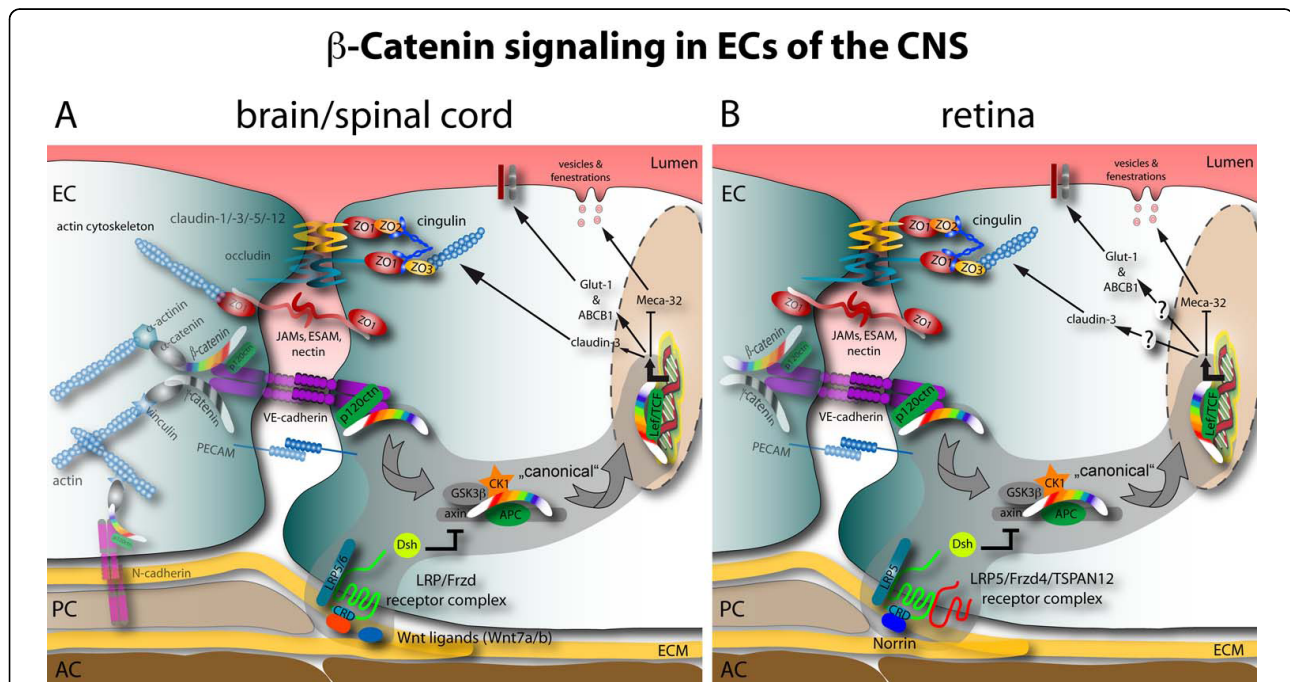 β-Catenin signaling in ECs of the CNS
A
brain/spinal cord
EC
Lumen
vesicles &
fenestrations
claudin-1/-3/-5/-12
actin cytoskeleton
occludin
ZO1
ZO2
cingulin
ZO1
ZO3
ZO1
ZO1
JAMs, ESAM,
nectin
Glut-1
&
ABCB1
Meca-32
claudin-3
α-actinin
α-catenin
β-catenin
p120ctn
γ-catenin
vinculin
VE-cadherin
p120ctn
PECAM
actin
Lef/TCF
„canonical“
CK1
GSK3β
axin
APC
Dsh
N-cadherin
LRP5/6
LRP/Frzd
receptor complex
CRD
Wnt ligands (Wnt7a/b)
PC
AC
ECM
B
retina
EC
Lumen
vesicles &
fenestrations
ZO1
ZO2
cingulin
ZO1
ZO3
ZO1
ZO1
JAMs, ESAM,
nectin
Glut-1
&
ABCB1
Meca-32
?
claudin-3
?
β-catenin
p120ctn
γ-catenin
VE-cadherin
p120ctn
PECAM
Lef/TCF
„canonical“
CK1
GSK3β
axin
APC
Dsh
LRP5
LRP5/Frzd4/TSPAN12
receptor complex
CRD
Norrin
PC
AC
ECM